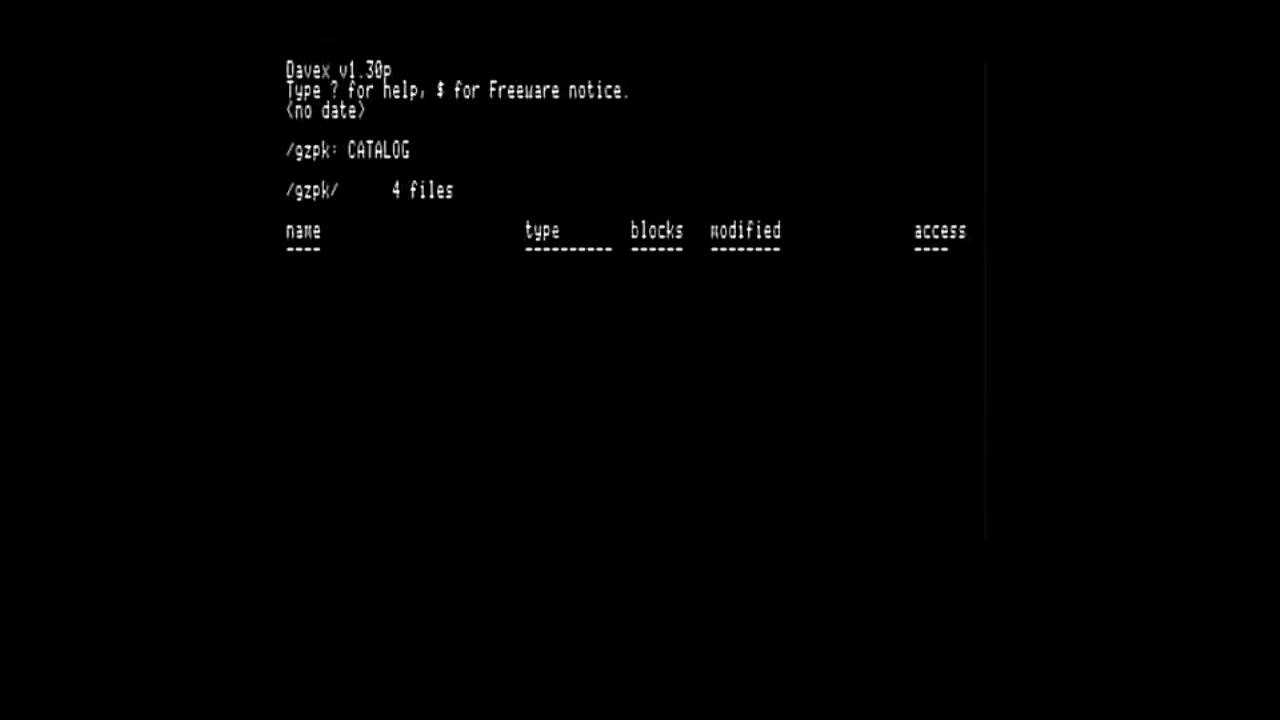 Davex v1.30p
Type ? for help, $ for Freeware notice.
<no date>
/gzpk: CATALOG
/gzpk/ 4 files
name type blocks modified access
---- ---------- ------ -------- ----